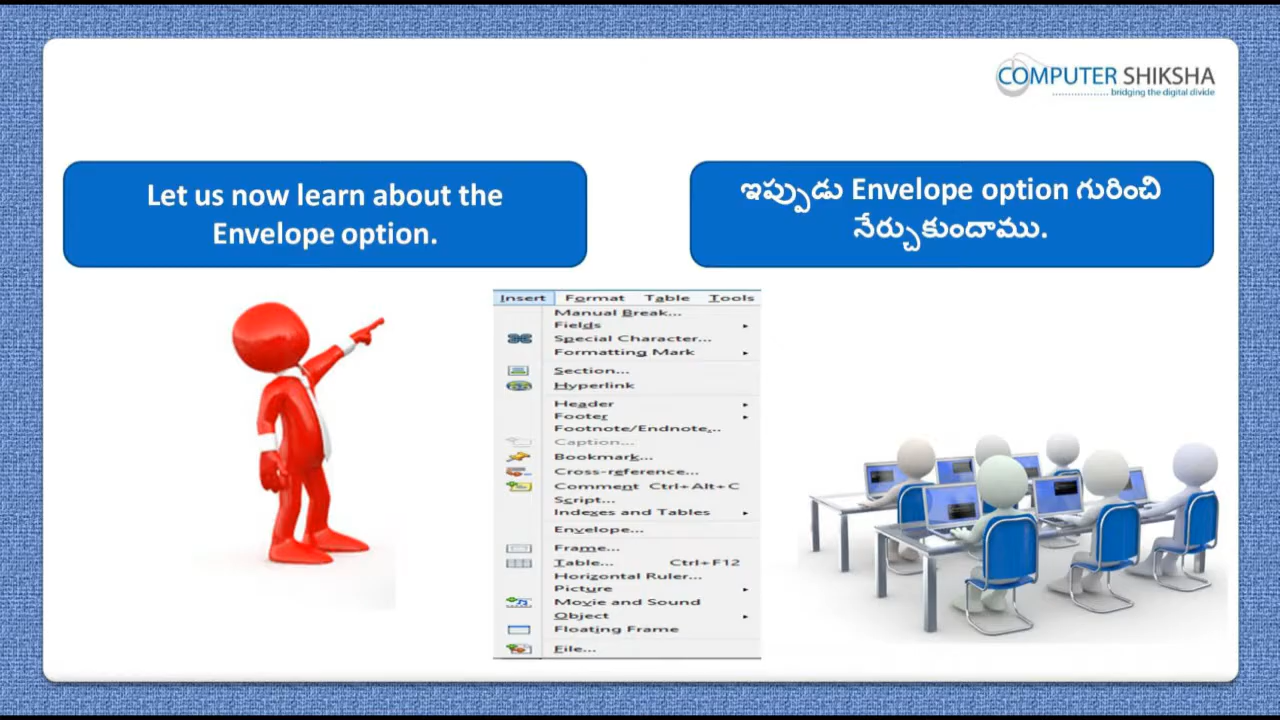 COMPUTER SHIKSHA
bridging the digital divide
Let us now learn about the
Envelope option.
ఇప్పుడు Envelope option గురించి
నేర్చుకుందాము.
Insert Format Table Tools
Manual Break...
Fields
Special Character...
Formatting Mark
Section...
Hyperlink
Header
Footer
Footnote/Endnote...
Caption...
Bookmark...
Cross-reference...
Comment Ctrl+Alt+C
Script...
Indexes and Tables
Envelope...
Frame...
Table... Ctrl+F12
Horizontal Ruler...
Picture
Movie and Sound
Object
Floating Frame
File...